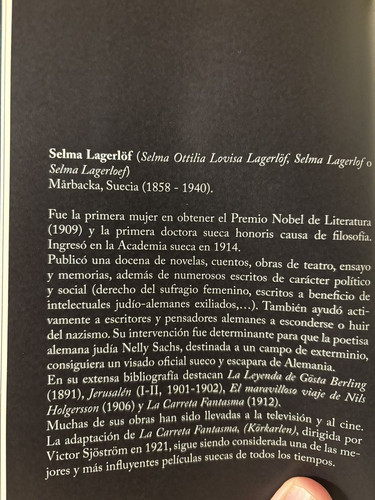 Selma Lagerlöf (Selma Ottilia Lovisa Lagerlöf, Selma Lagerlof o
Selma Lagerloef)
Mårbacka, Suecia (1858 - 1940).
Fue la primera mujer en obtener el Premio Nobel de Literatura
(1909) y la primera doctora sueca honoris causa de filosofía.
Ingresó en la Academia sueca en 1914.
Publicó una docena de novelas, cuentos, obras de teatro, ensayo
y memorias, además de numerosos escritos de carácter político
y social (derecho del sufragio femenino, escritos a beneficio de
intelectuales judío-alemanes exiliados,...). También ayudó acti-
vamente a escritores y pensadores alemanes a esconderse o huir
del nazismo. Su intervención fue determinante para que la poetisa
alemana judía Nelly Sachs, destinada a un campo de exterminio,
consiguiera un visado oficial sueco y escapara de Alemania.
En su extensa bibliografía destacan La Leyenda de Gösta Berling
(1891), Jerusalén (I-II, 1901-1902), El maravilloso viaje de Nils
Holgersson (1906) y La Carreta Fantasma (1912).
Muchas de sus obras han sido llevadas a la televisión y al cine.
La adaptación de La Carreta Fantasma, (Körkarlen), dirigida por
Victor Sjöström en 1921, sigue siendo considerada una de las me-
jores y más influyentes películas suecas de todos los tiempos.